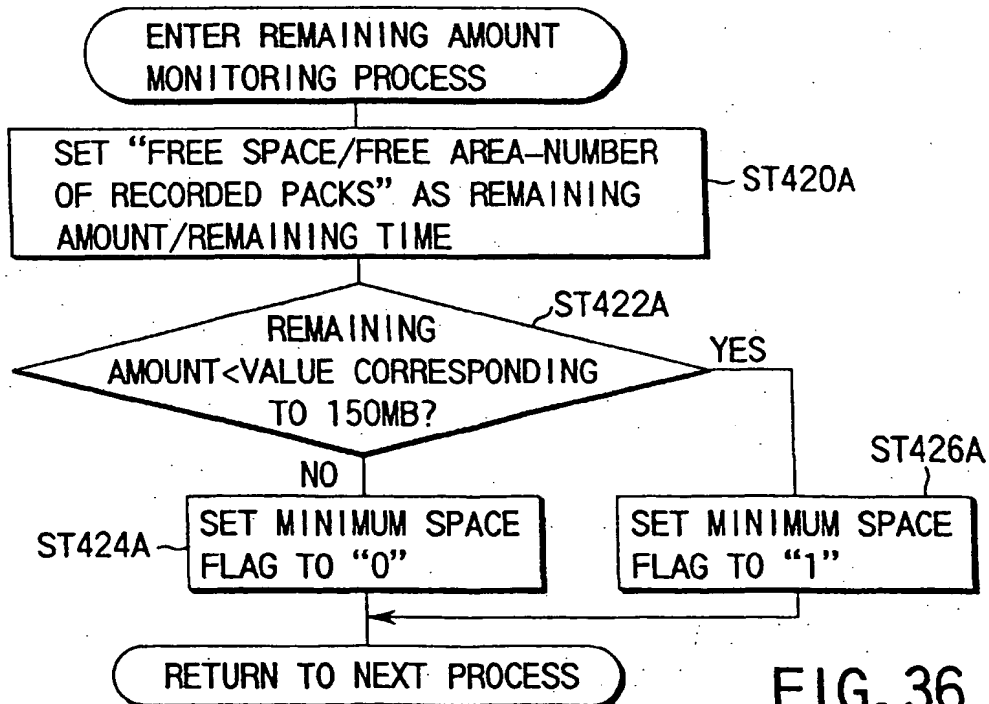 ENTER REMAINING AMOUNT
MONITORING PROCESS
SET “FREE SPACE/FREE AREA–NUMBER
OF RECORDED PACKS” AS REMAINING
AMOUNT/REMAINING TIME
ST420A
ST422A
REMAINING
AMOUNT<VALUE CORRESPONDING
TO 150MB?
YES
NO
ST426A
ST424A
SET MINIMUM SPACE
FLAG TO “0”
SET MINIMUM SPACE
FLAG TO “1”
RETURN TO NEXT PROCESS
FIG. 36